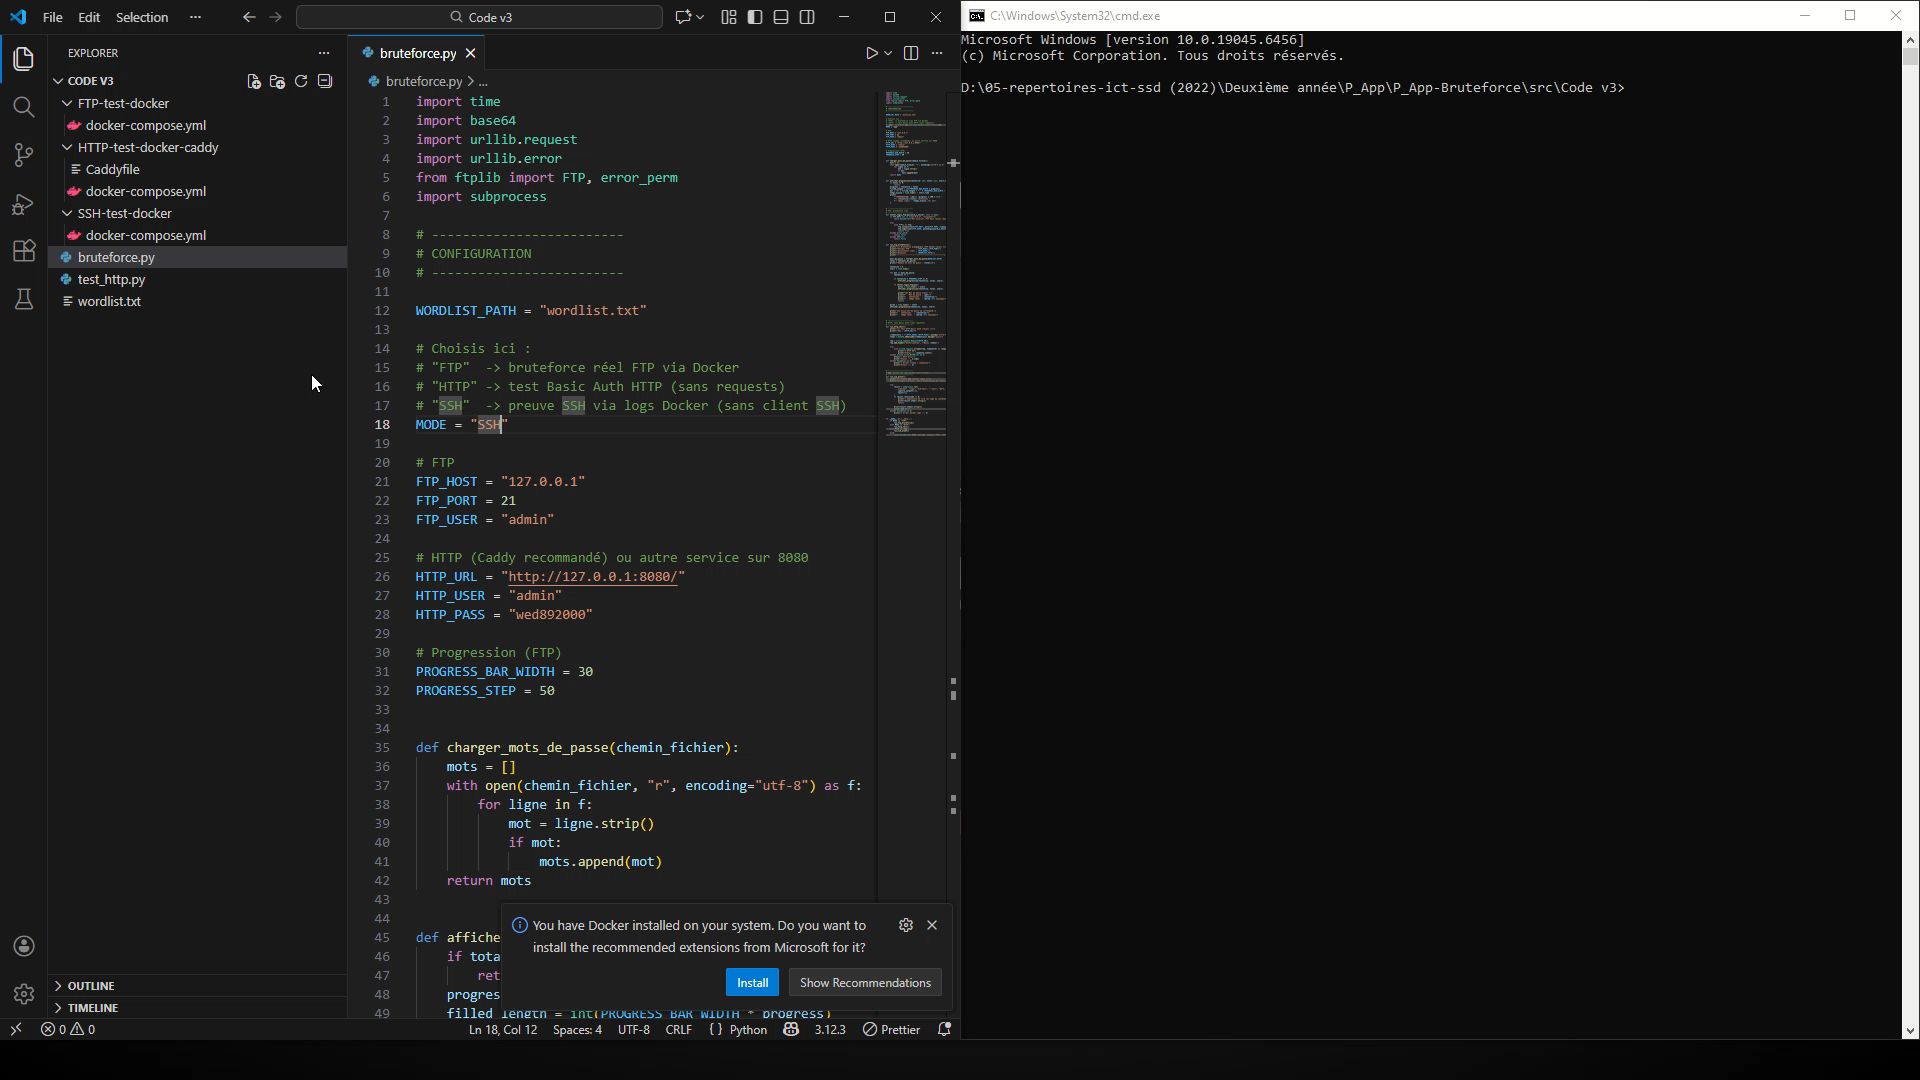 File Edit Selection ... Code v3
EXPLORER ...
CODE V3
FTP-test-docker
docker-compose.yml
HTTP-test-docker-caddy
Caddyfile
docker-compose.yml
SSH-test-docker
docker-compose.yml
bruteforce.py
test_http.py
wordlist.txt
OUTLINE
TIMELINE
bruteforce.py
bruteforce.py > ...
1 import time
2 import base64
3 import urllib.request
4 import urllib.error
5 from ftplib import FTP, error_perm
6 import subprocess
7
8 # -------------------------
9 # CONFIGURATION
10 # -------------------------
11
12 WORDLIST_PATH = "wordlist.txt"
13
14 # Choisis ici :
15 # "FTP"  -> bruteforce réel FTP via Docker
16 # "HTTP" -> test Basic Auth HTTP (sans requests)
17 # "SSH"  -> preuve SSH via logs Docker (sans client SSH)
18 MODE = "SSH"
19
20 # FTP
21 FTP_HOST = "127.0.0.1"
22 FTP_PORT = 21
23 FTP_USER = "admin"
24
25 # HTTP (Caddy recommandé) ou autre service sur 8080
26 HTTP_URL = "http://127.0.0.1:8080/"
27 HTTP_USER = "admin"
28 HTTP_PASS = "wed892000"
29
30 # Progression (FTP)
31 PROGRESS_BAR_WIDTH = 30
32 PROGRESS_STEP = 50
33
34
35 def charger_mots_de_passe(chemin_fichier):
36     mots = []
37     with open(chemin_fichier, "r", encoding="utf-8") as f:
38         for ligne in f:
39             mot = ligne.strip()
40             if mot:
41                 mots.append(mot)
42     return mots
43
44
45 def affiche
46     if tota
47         ret
48     progres
49     filled_length = int(PROGRESS_BAR_WIDTH * progress)
You have Docker installed on your system. Do you want to
install the recommended extensions from Microsoft for it?
Install Show Recommendations
0 0 Ln 18, Col 12 Spaces: 4 UTF-8 CRLF {} Python 3.12.3 Prettier
C:\Windows\System32\cmd.exe
Microsoft Windows [version 10.0.19045.6456]
(c) Microsoft Corporation. Tous droits réservés.
D:\05-repertoires-ict-ssd (2022)\Deuxième année\P_App\P_App-Bruteforce\src\Code v3>